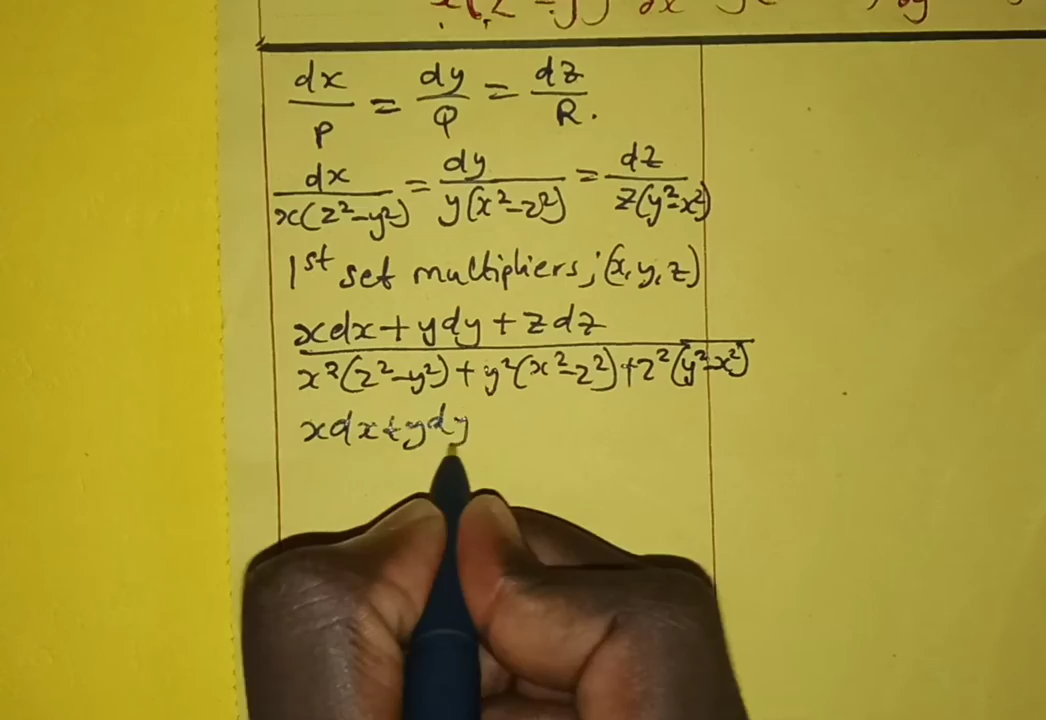 dx/P = dy/Q = dz/R.
dx/x(z²-y²) = dy/y(x²-z²) = dz/z(y²-x²)
1st set multipliers; (x, y, z)
xdx + ydy + zdz
x²(z²-y²) + y²(x²-z²) + z²(y²-x²)
xdx + ydy